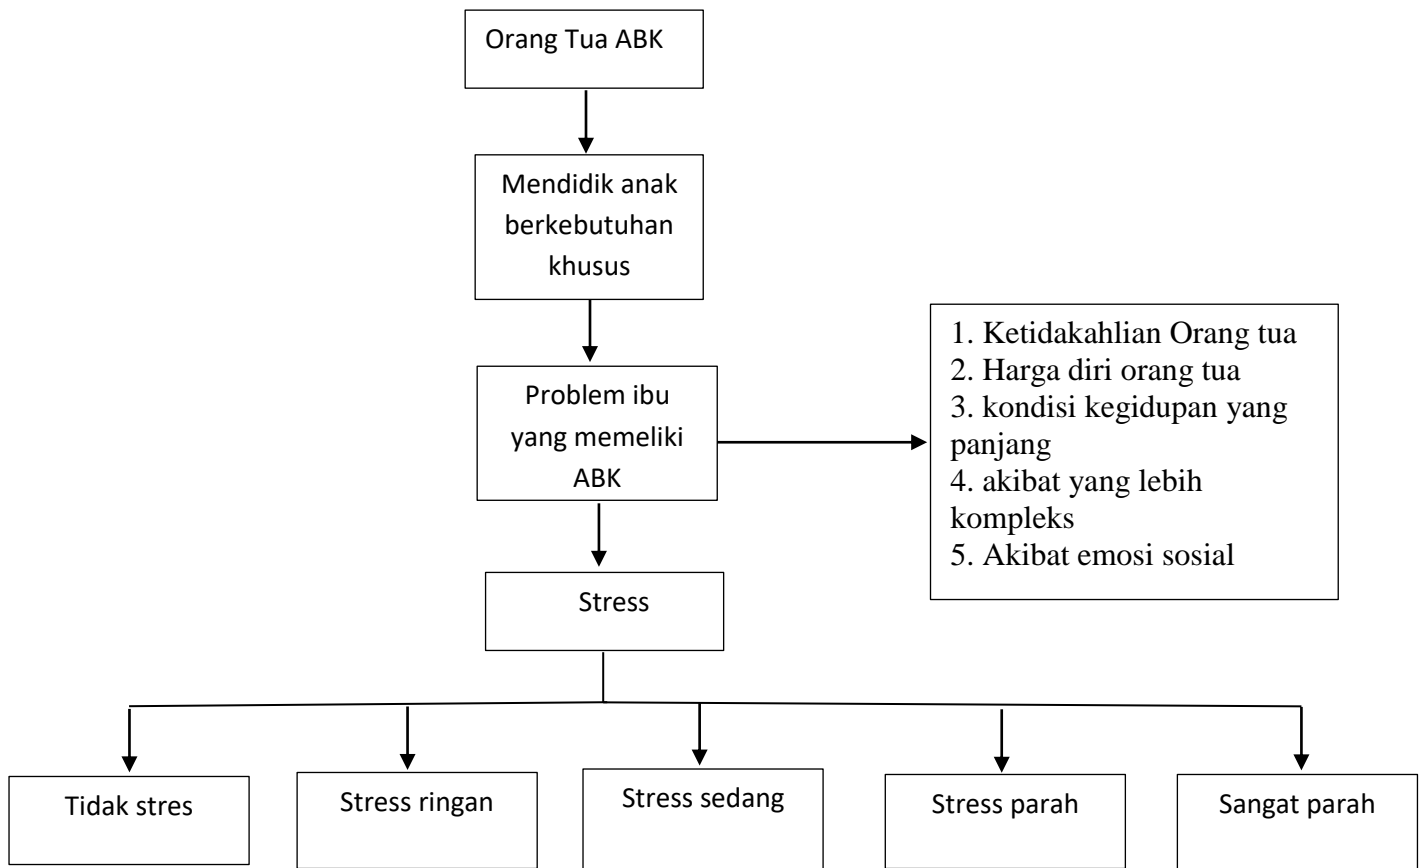 Orang Tua ABK
Mendidik anak
berkebutuhan
khusus
Problem ibu
yang memeliki
ABK
1. Ketidakahlian Orang tua
2. Harga diri orang tua
3. kondisi kegidupan yang
panjang
4. akibat yang lebih
kompleks
5. Akibat emosi sosial
Stress
Tidak stres
Stress ringan
Stress sedang
Stress parah
Sangat parah